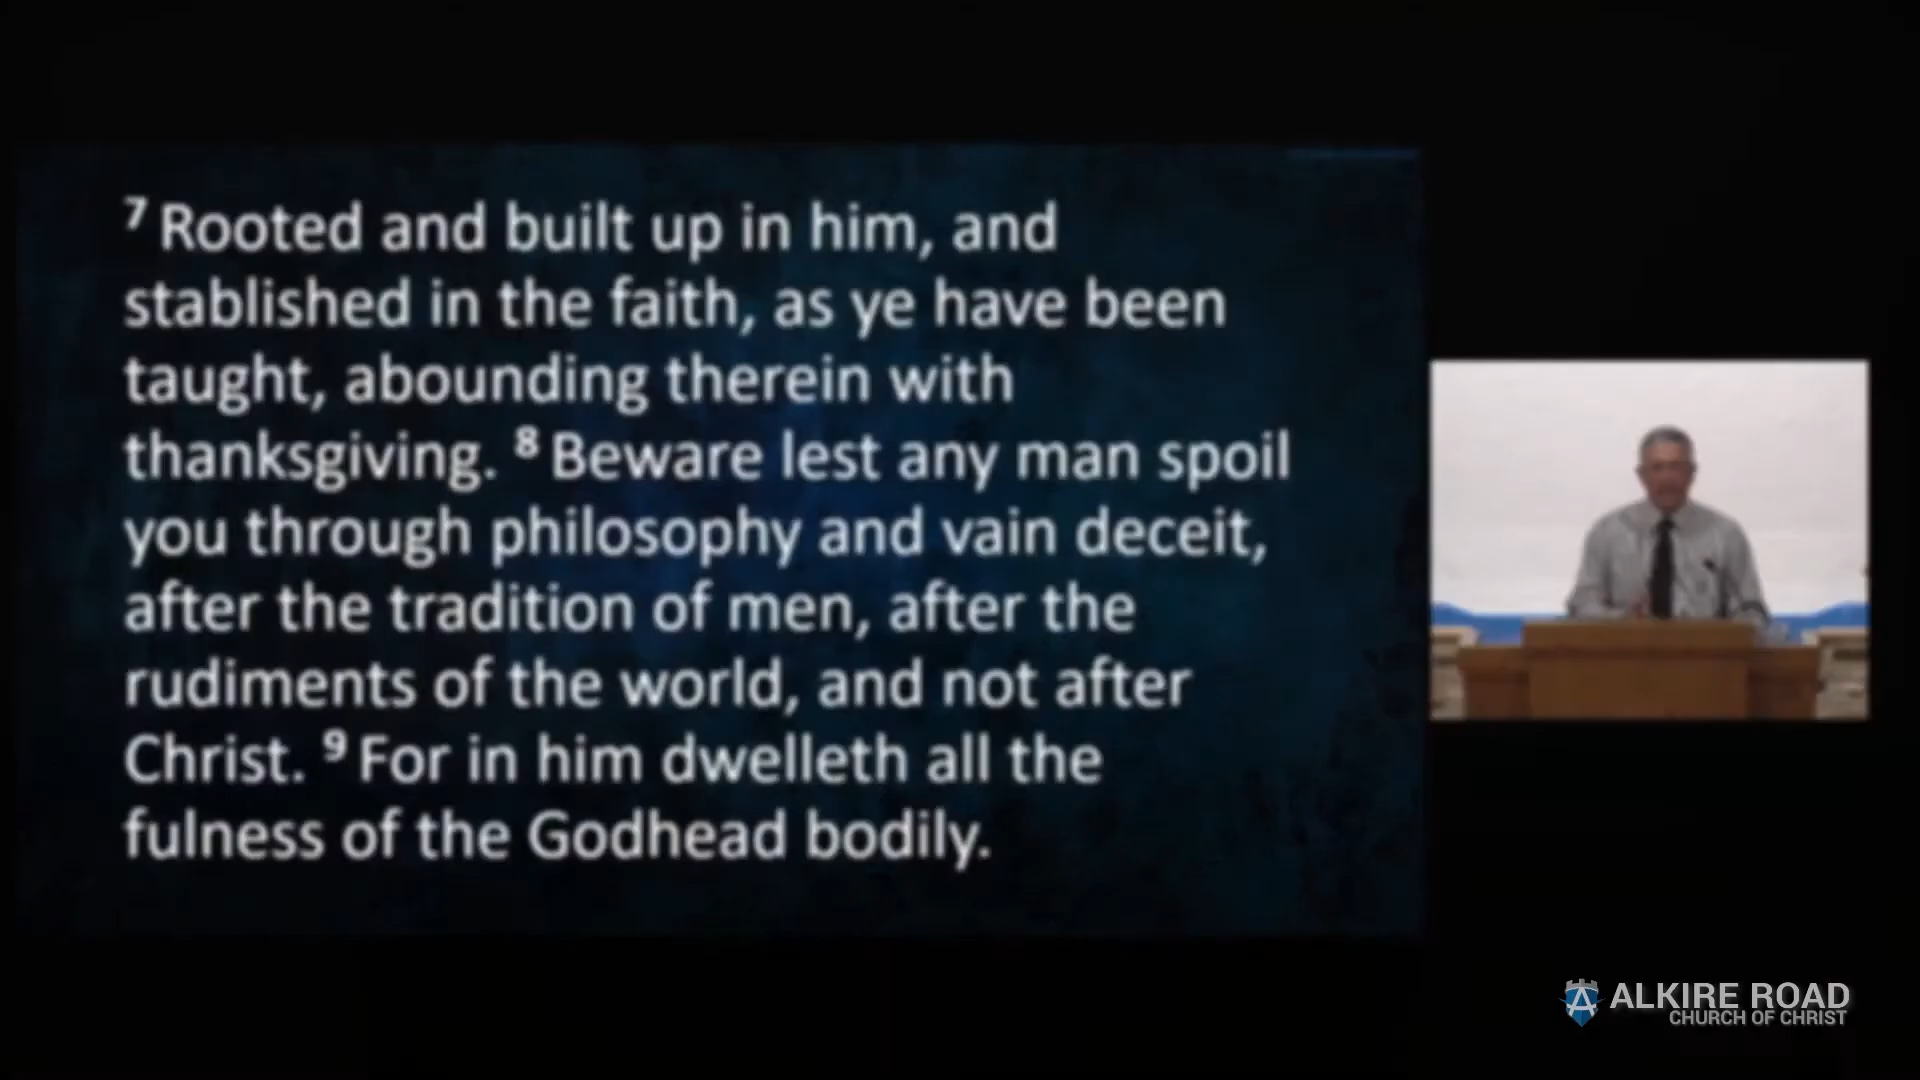 7 Rooted and built up in him, and
stablished in the faith, as ye have been
taught, abounding therein with
thanksgiving. 8 Beware lest any man spoil
you through philosophy and vain deceit,
after the tradition of men, after the
rudiments of the world, and not after
Christ. 9 For in him dwelleth all the
fulness of the Godhead bodily.
ALKIRE ROAD
CHURCH OF CHRIST